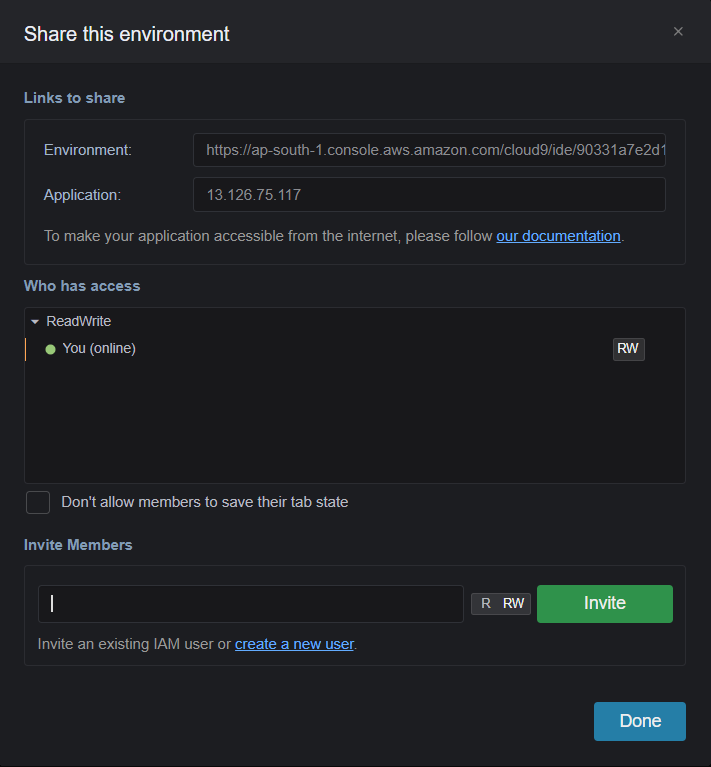 Share this environment
Links to share
Environment: https://ap-south-1.console.aws.amazon.com/cloud9/ide/90331a7e2d1
Application: 13.126.75.117
To make your application accessible from the internet, please follow our documentation.
Who has access
ReadWrite
You (online) RW
Don't allow members to save their tab state
Invite Members
R RW Invite
Invite an existing IAM user or create a new user.
Done